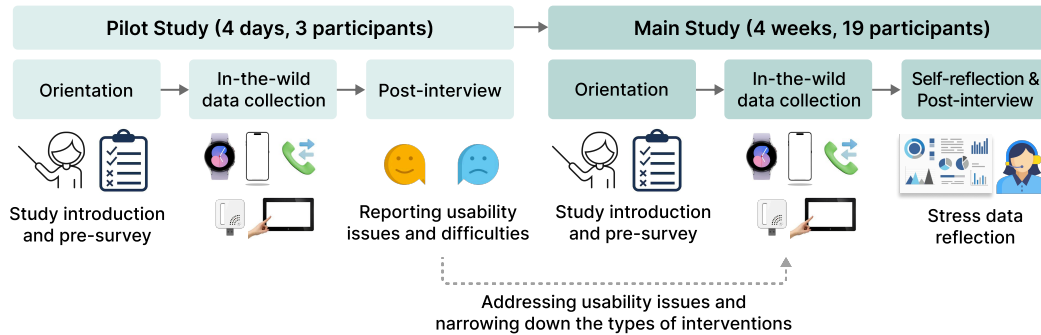 Pilot Study (4 days, 3 participants)
Main Study (4 weeks, 19 participants)
Orientation
In-the-wild
data collection
Post-interview
Orientation
In-the-wild
data collection
Self-reflection &
Post-interview
Study introduction
and pre-survey
Reporting usability
issues and difficulties
Study introduction
and pre-survey
Stress data
reflection
Addressing usability issues and
narrowing down the types of interventions